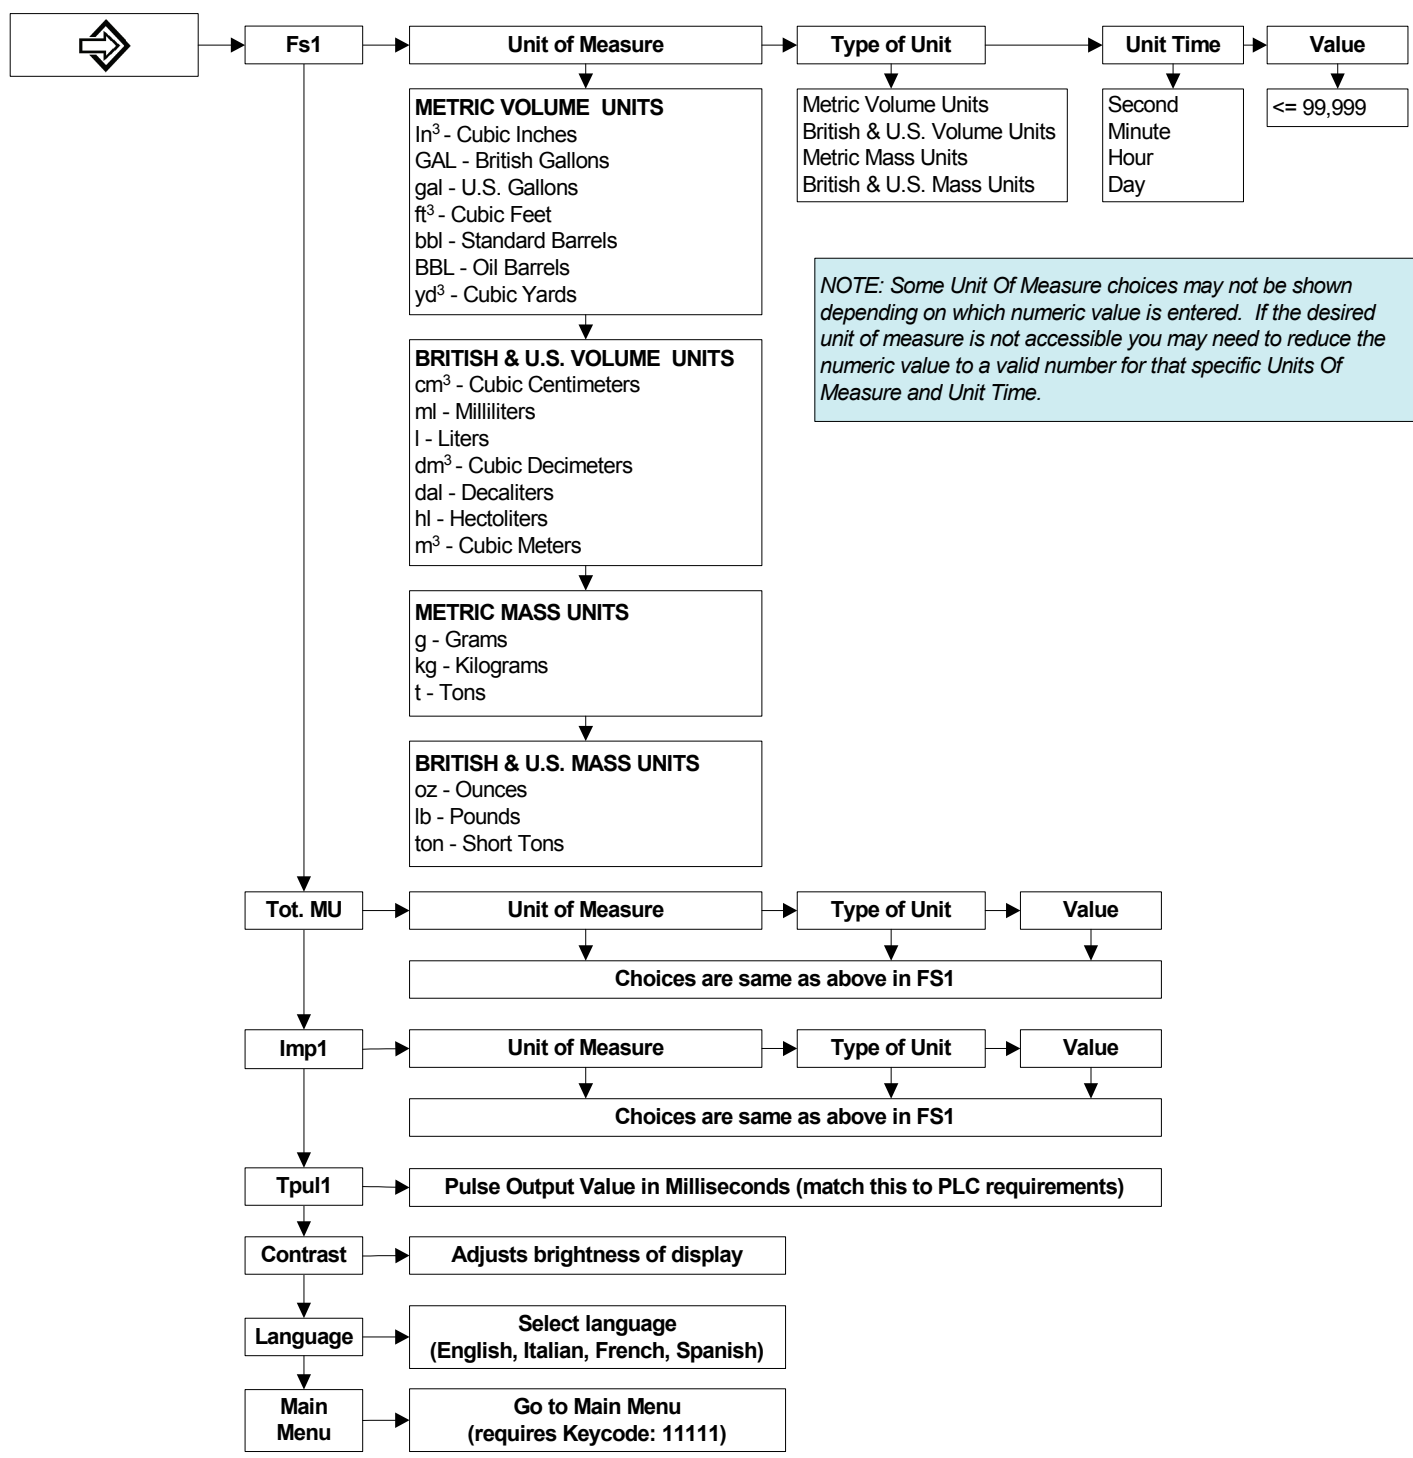 Fs1
Unit of Measure
Type of Unit
Unit Time
Value
METRIC VOLUME UNITS
In³ - Cubic Inches
GAL - British Gallons
gal - U.S. Gallons
ft³ - Cubic Feet
bbl - Standard Barrels
BBL - Oil Barrels
yd³ - Cubic Yards
Metric Volume Units
British & U.S. Volume Units
Metric Mass Units
British & U.S. Mass Units
Second
Minute
Hour
Day
<= 99,999
NOTE: Some Unit Of Measure choices may not be shown
depending on which numeric value is entered. If the desired
unit of measure is not accessible you may need to reduce the
numeric value to a valid number for that specific Units Of
Measure and Unit Time.
BRITISH & U.S. VOLUME UNITS
cm³ - Cubic Centimeters
ml - Milliliters
l - Liters
dm³ - Cubic Decimeters
dal - Decaliters
hl - Hectoliters
m³ - Cubic Meters
METRIC MASS UNITS
g - Grams
kg - Kilograms
t - Tons
BRITISH & U.S. MASS UNITS
oz - Ounces
lb - Pounds
ton - Short Tons
Tot. MU
Unit of Measure
Type of Unit
Value
Choices are same as above in FS1
Imp1
Unit of Measure
Type of Unit
Value
Choices are same as above in FS1
Tpul1
Pulse Output Value in Milliseconds (match this to PLC requirements)
Contrast
Adjusts brightness of display
Language
Select language
(English, Italian, French, Spanish)
Main
Menu
Go to Main Menu
(requires Keycode: 11111)